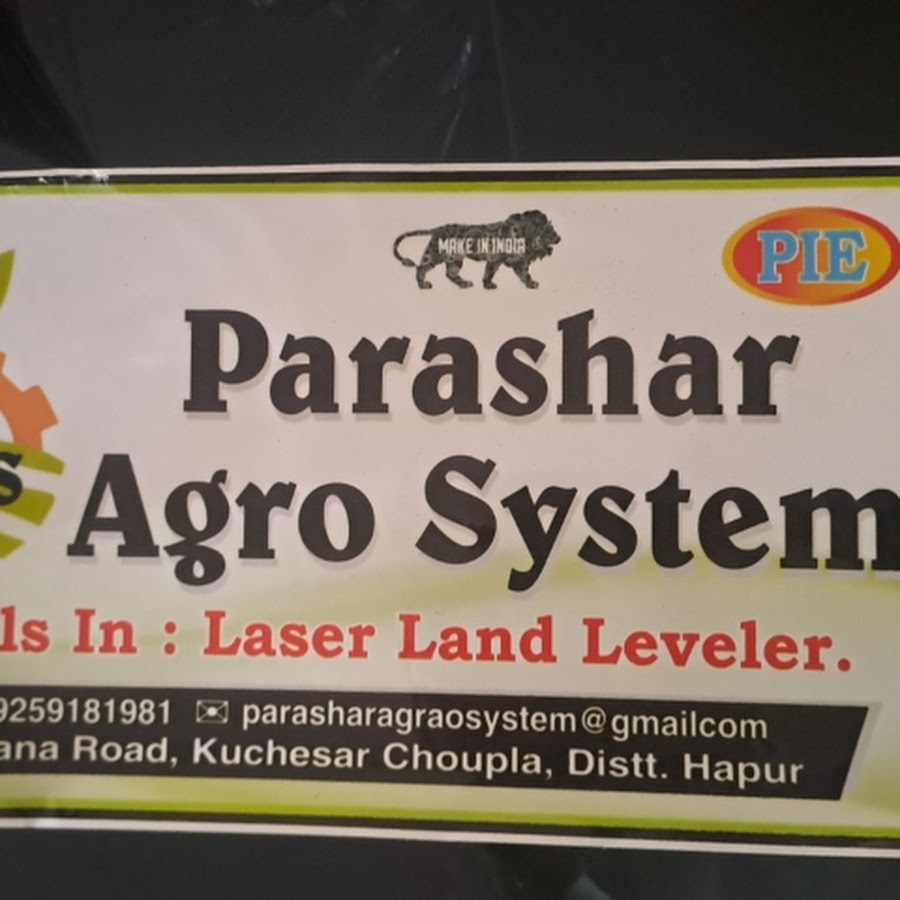 MAKE IN INDIA
PIE
Parashar
s Agro System
ls In : Laser Land Leveler.
9259181981 ✉ parasharagraosystem@gmailcom
ana Road, Kuchesar Choupla, Distt. Hapur